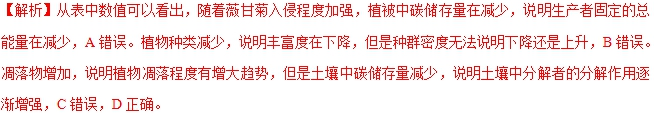 【解析】从表中数值可以看出，随着薇甘菊入侵程度加强，植被中碳储存量在减少，说明生产者固定的总
能量在减少，A 错误。植物种类减少，说明丰富度在下降，但是种群密度无法说明下降还是上升，B 错误。
凋落物增加，说明植物凋落程度有增大趋势，但是土壤中碳储存量减少，说明土壤中分解者的分解作用逐
渐增强，C 错误，D 正确。